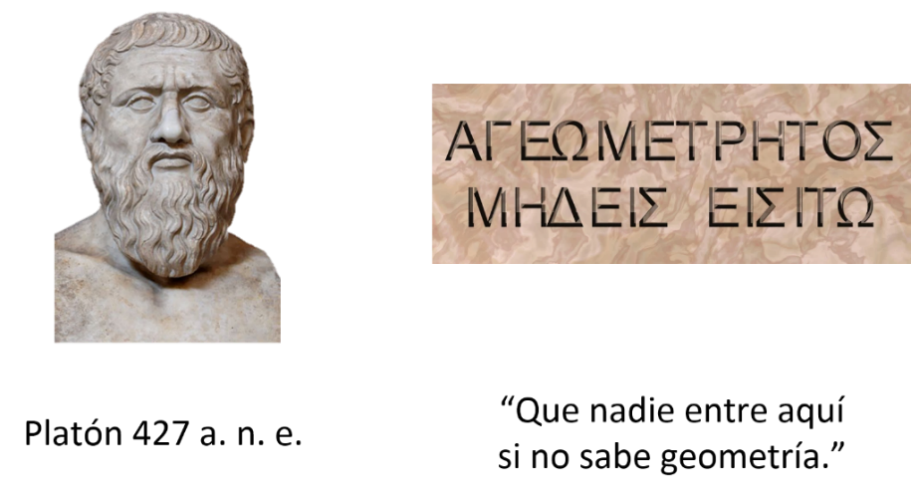 ΑΓΕΩΜΕΤΡΗΤΟΣ
ΜΗΔΕΙΣ ΕΙΣΙΤΩ
Platón 427 a. n. e.
“Que nadie entre aquí
si no sabe geometría.”